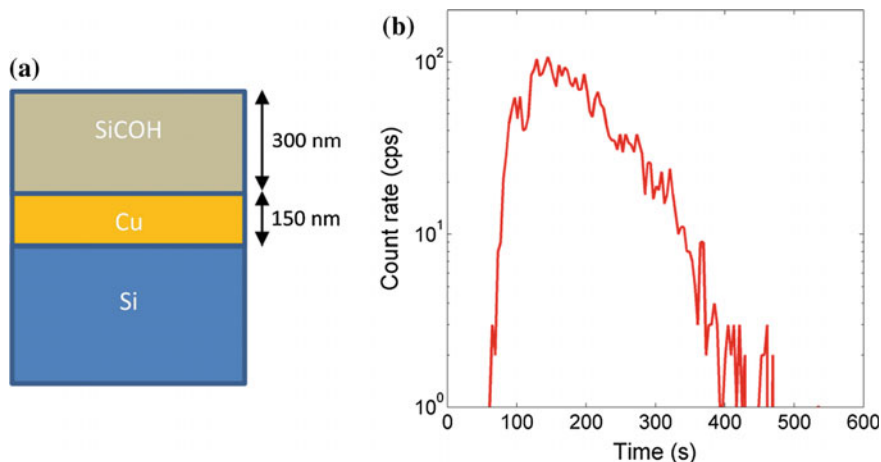 (a)
SiCOH
300 nm
Cu
150 nm
Si
(b)
Count rate (cps)
10²
10¹
10⁰
0 100 200 300 400 500 600
Time (s)